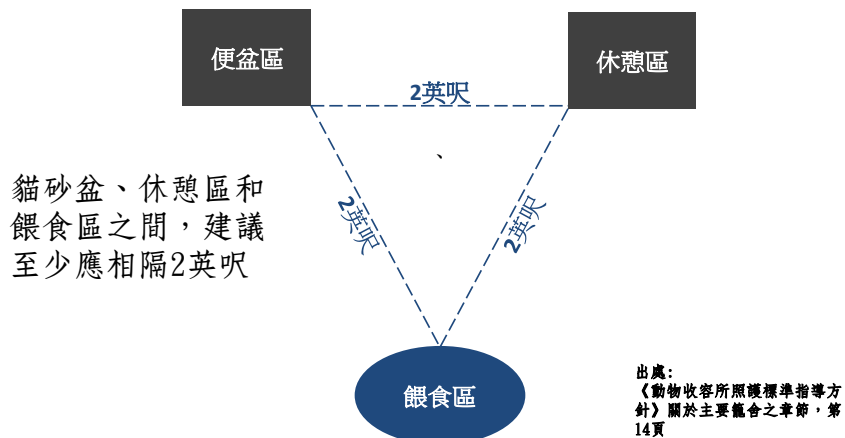 便盆區
休憩區
2英呎
、
貓砂盆、休憩區和
餵食區之間，建議
至少應相隔2英呎
2英呎
2英呎
餵食區
出處:
《動物收容所照護標準指導方
針》關於主要籠舍之章節，第
14頁